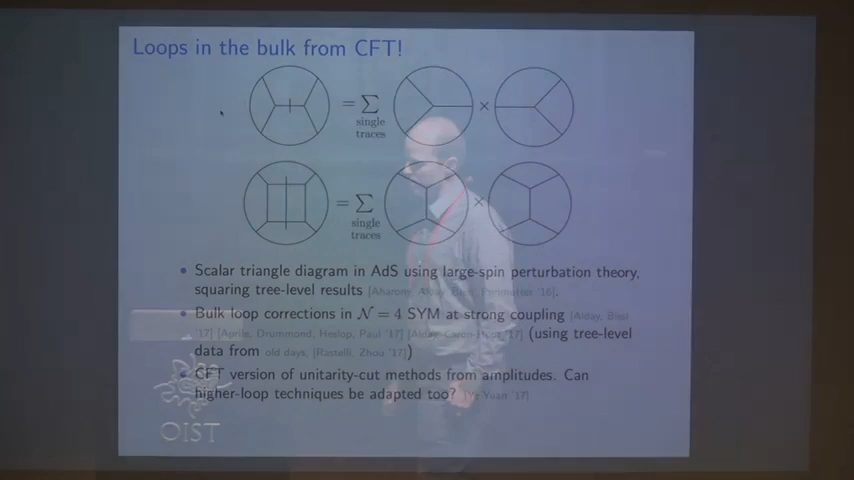 Loops in the bulk from CFT!
= ∑ ×
single
traces
= ∑ ×
single
traces
• Scalar triangle diagram in AdS using large-spin perturbation theory,
squaring tree-level results [Aharony, Alday, Bissi, Perlmutter '16].
• Bulk loop corrections in N = 4 SYM at strong coupling [Alday, Bissi
'17] [Aprile, Drummond, Heslop, Paul '17] [Alday, Caron-Huot '17] (using tree-level
data from old days, [Rastelli, Zhou '17])
• CFT version of unitarity-cut methods from amplitudes. Can
higher-loop techniques be adapted too? Yuan '17]
OIST